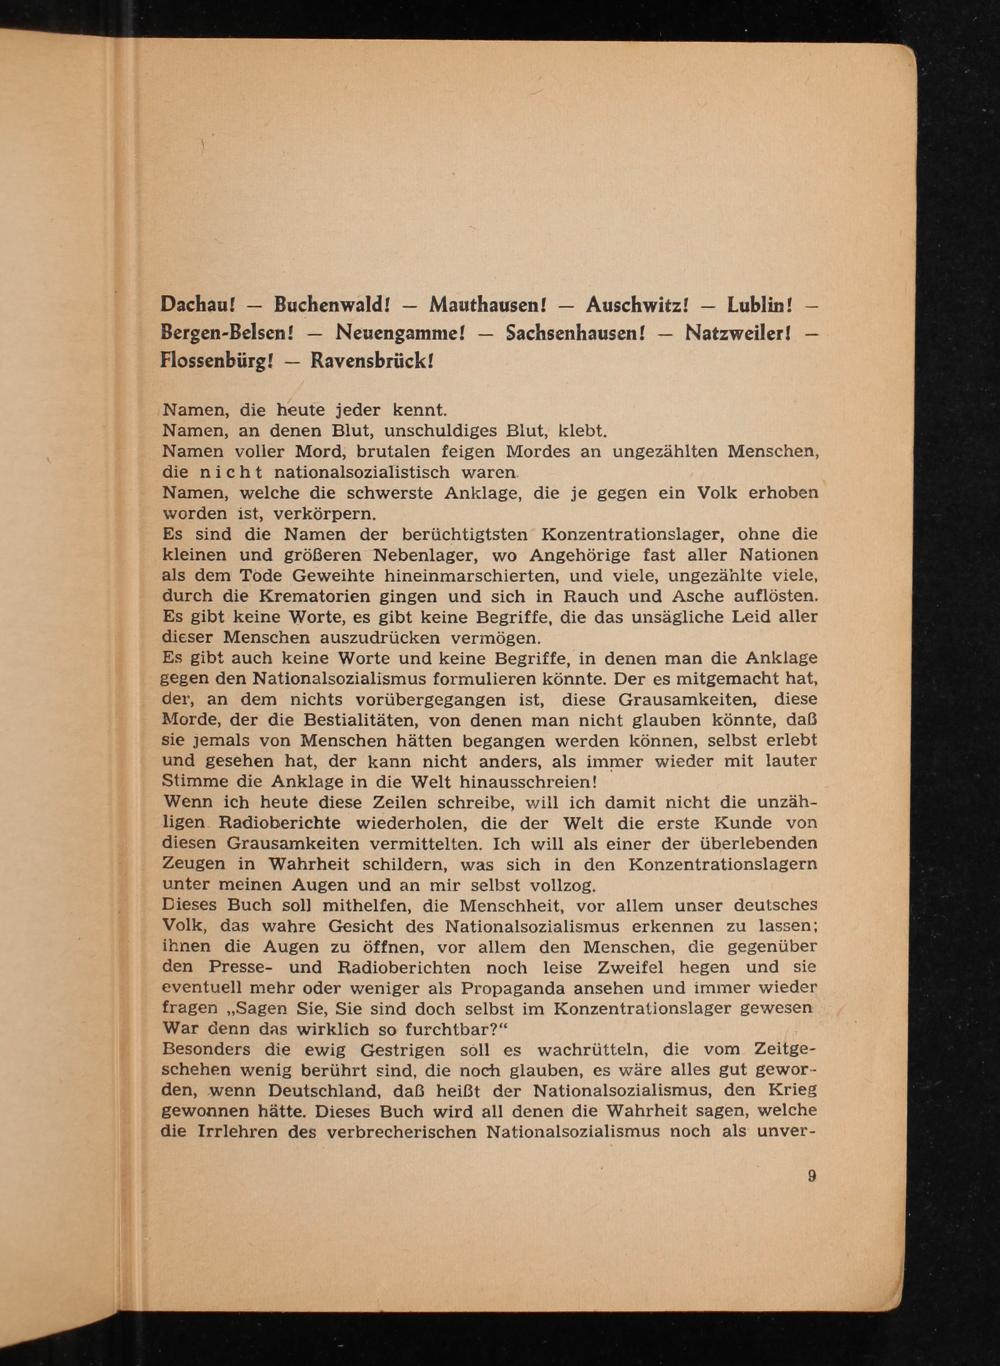 Dachau! — Buchenwald! — Mauthausen! — Auschwitz! — Lublin! —
Bergen-Belsen! — Neuengamme! — Sachsenhausen! — Natzweiler! —
Flossenbürg! — Ravensbrück!
Namen, die heute jeder kennt.
Namen, an denen Blut, unschuldiges Blut, klebt.
Namen voller Mord, brutalen feigen Mordes an ungezählten Menschen,
die n i c h t nationalsozialistisch waren.
Namen, welche die schwerste Anklage, die je gegen ein Volk erhoben
worden ist, verkörpern.
Es sind die Namen der berüchtigtsten Konzentrationslager, ohne die
kleinen und größeren Nebenlager, wo Angehörige fast aller Nationen
als dem Tode Geweihte hineinmarschierten, und viele, ungezählte viele,
durch die Krematorien gingen und sich in Rauch und Asche auflösten.
Es gibt keine Worte, es gibt keine Begriffe, die das unsägliche Leid aller
dieser Menschen auszudrücken vermögen.
Es gibt auch keine Worte und keine Begriffe, in denen man die Anklage
gegen den Nationalsozialismus formulieren könnte. Der es mitgemacht hat,
der, an dem nichts vorübergegangen ist, diese Grausamkeiten, diese
Morde, der die Bestialitäten, von denen man nicht glauben könnte, daß
sie jemals von Menschen hätten begangen werden können, selbst erlebt
und gesehen hat, der kann nicht anders, als immer wieder mit lauter
Stimme die Anklage in die Welt hinausschreien!
Wenn ich heute diese Zeilen schreibe, will ich damit nicht die unzäh-
ligen Radioberichte wiederholen, die der Welt die erste Kunde von
diesen Grausamkeiten vermittelten. Ich will als einer der überlebenden
Zeugen in Wahrheit schildern, was sich in den Konzentrationslagern
unter meinen Augen und an mir selbst vollzog.
Dieses Buch soll mithelfen, die Menschheit, vor allem unser deutsches
Volk, das wahre Gesicht des Nationalsozialismus erkennen zu lassen;
ihnen die Augen zu öffnen, vor allem den Menschen, die gegenüber
den Presse- und Radioberichten noch leise Zweifel hegen und sie
eventuell mehr oder weniger als Propaganda ansehen und immer wieder
fragen „Sagen Sie, Sie sind doch selbst im Konzentrationslager gewesen
War denn das wirklich so furchtbar?“
Besonders die ewig Gestrigen soll es wachrütteln, die vom Zeitge-
schehen wenig berührt sind, die noch glauben, es wäre alles gut gewor-
den, wenn Deutschland, daß heißt der Nationalsozialismus, den Krieg
gewonnen hätte. Dieses Buch wird all denen die Wahrheit sagen, welche
die Irrlehren des verbrecherischen Nationalsozialismus noch als unver-
9